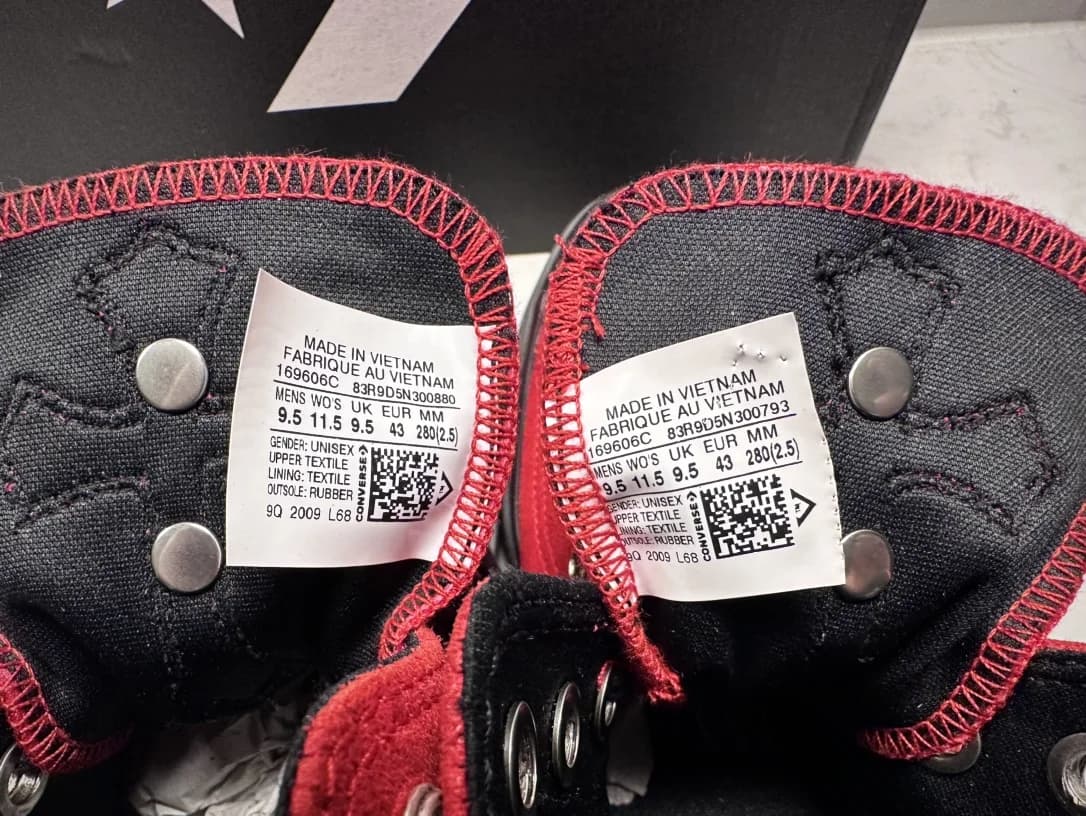 MADE IN VIETNAM
FABRIQUE AU VIETNAM
169606C 83R9D5N300880
MENS WO'S UK EUR MM
9.5 11.5 9.5 43 280(2.5)
GENDER: UNISEX
UPPER TEXTILE
LINING: TEXTILE
OUTSOLE: RUBBER
9Q 2009 L68
CONVERSE
MADE IN VIETNAM
FABRIQUE AU VIETNAM
169606C 83R9D5N300793
MENS WO'S UK EUR MM
9.5 11.5 9.5 43 280(2.5)
GENDER: UNISEX
UPPER TEXTILE
LINING: TEXTILE
OUTSOLE: RUBBER
9Q 2009 L68
CONVERSE